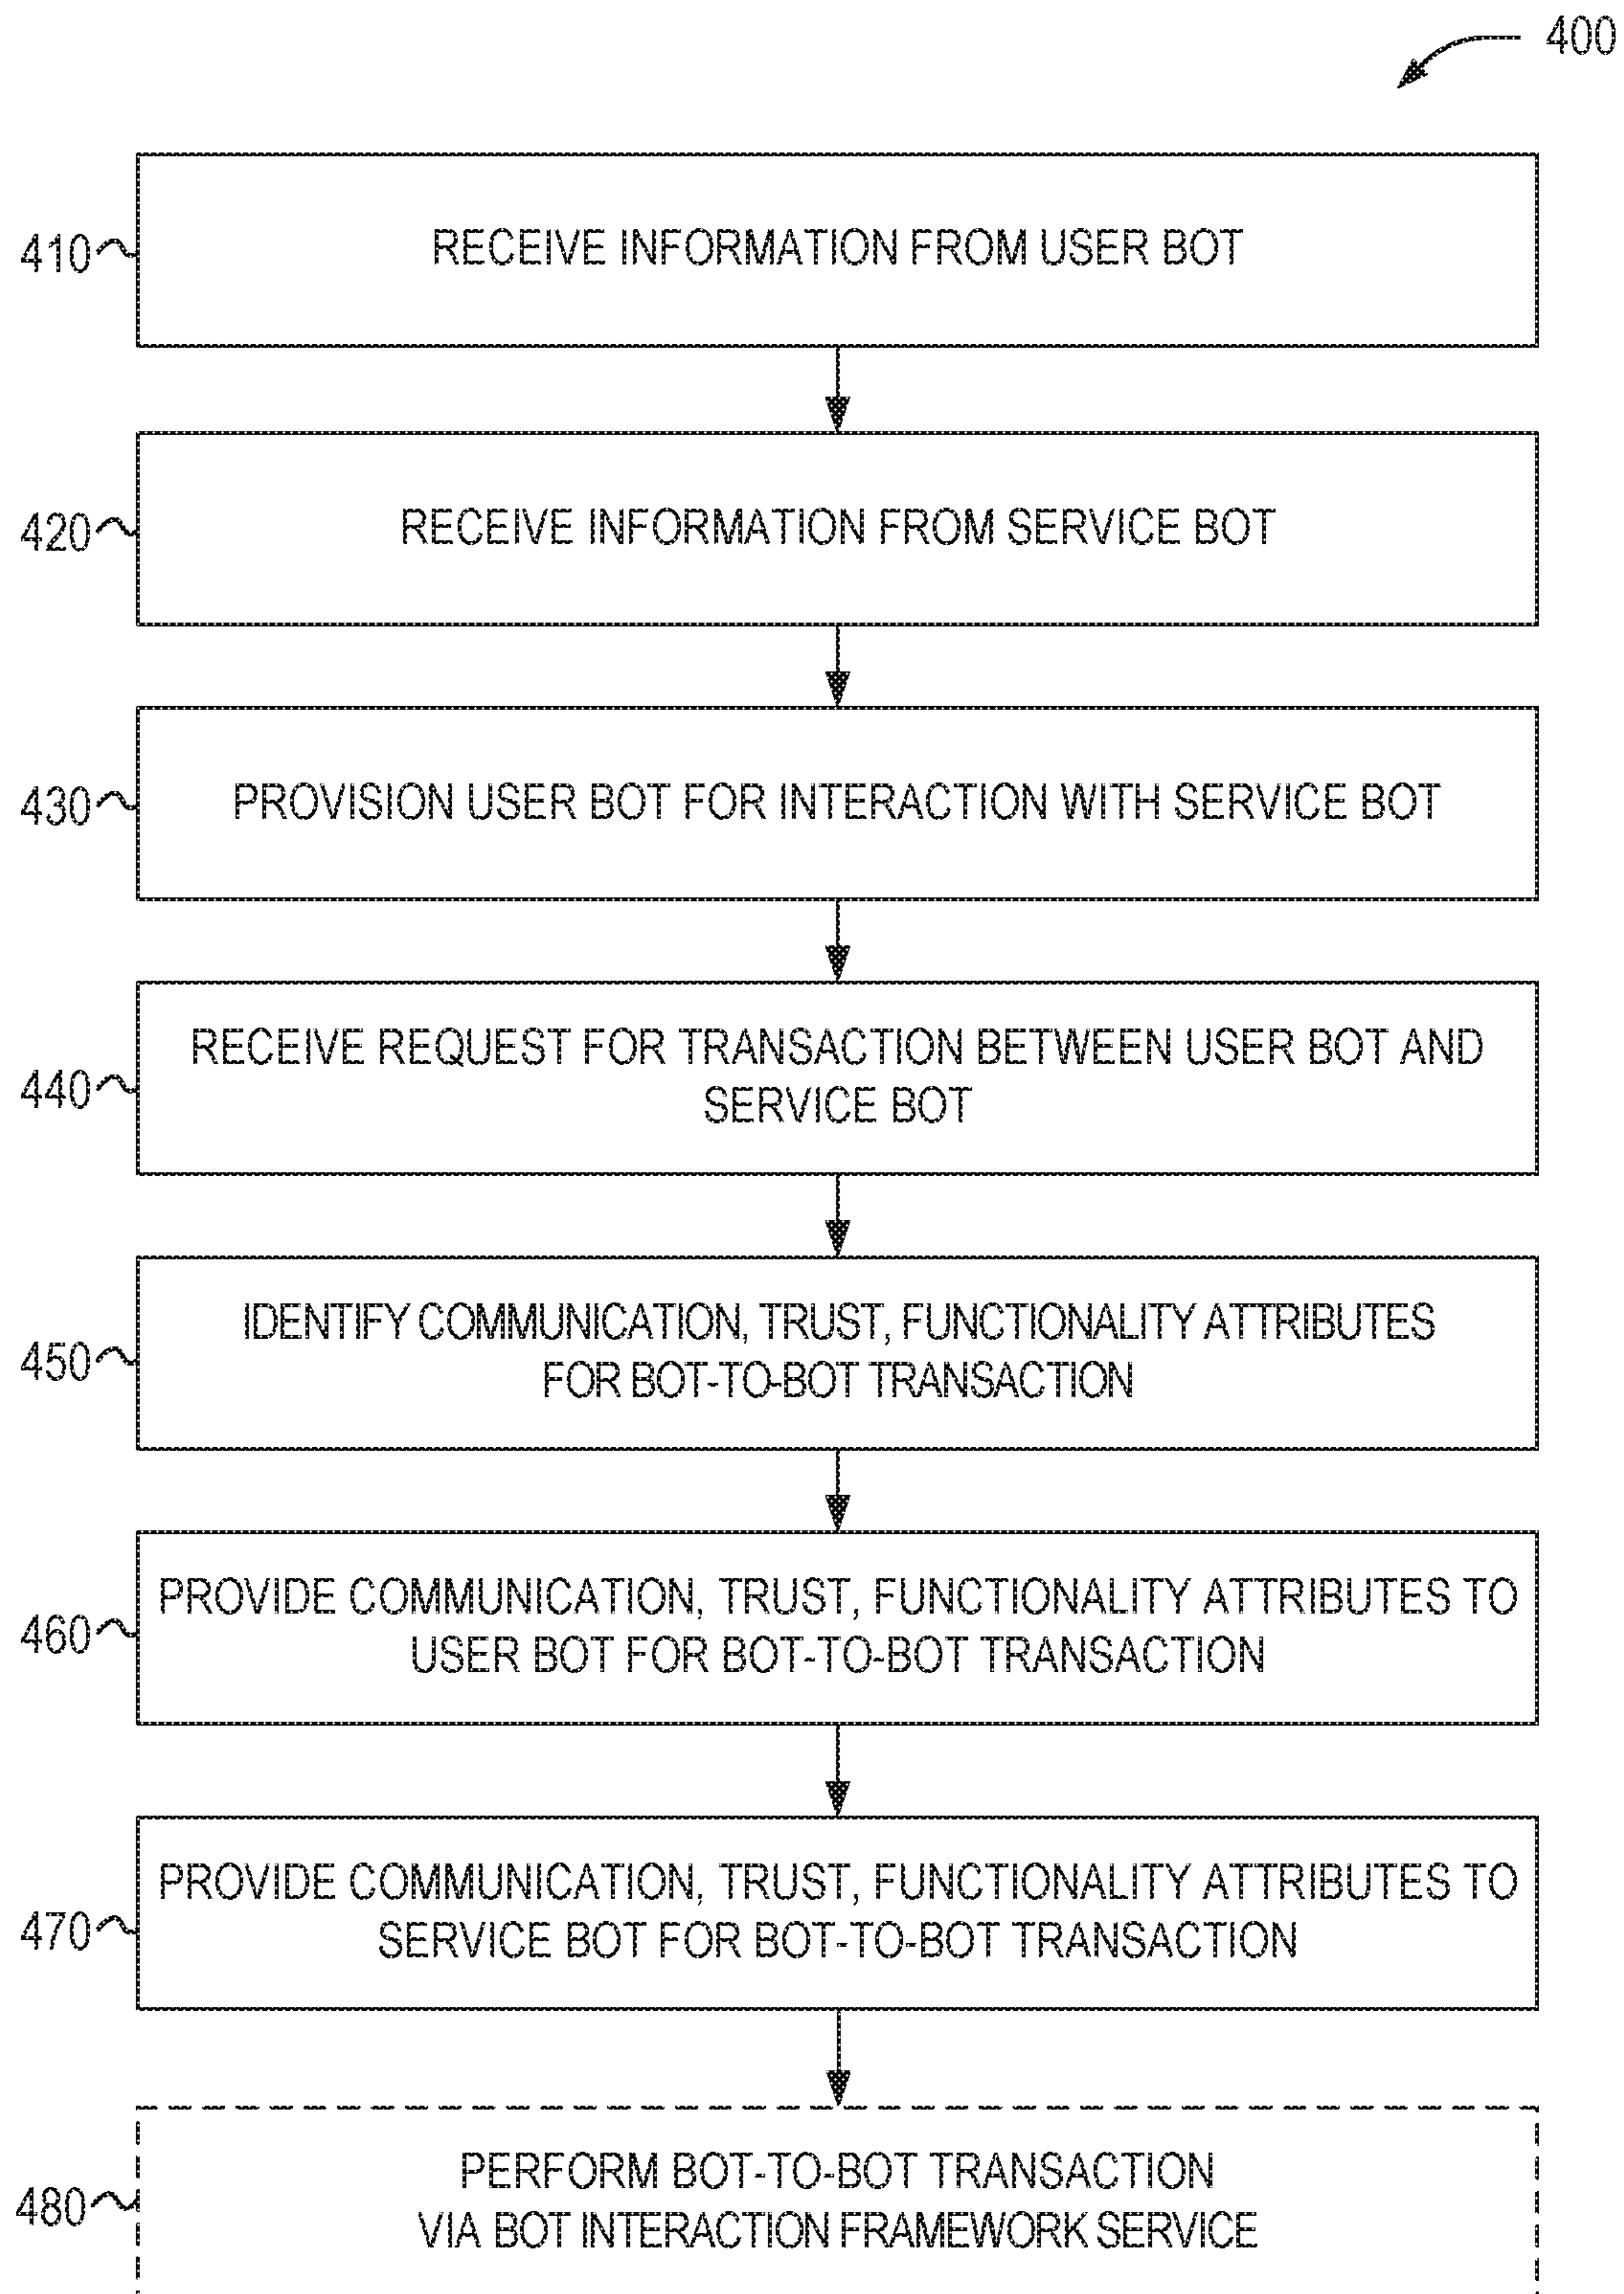 400
410
RECEIVE INFORMATION FROM USER BOT
420
RECEIVE INFORMATION FROM SERVICE BOT
430
PROVISION USER BOT FOR INTERACTION WITH SERVICE BOT
440
RECEIVE REQUEST FOR TRANSACTION BETWEEN USER BOT AND
SERVICE BOT
450
IDENTIFY COMMUNICATION, TRUST, FUNCTIONALITY ATTRIBUTES
FOR BOT-TO-BOT TRANSACTION
460
PROVIDE COMMUNICATION, TRUST, FUNCTIONALITY ATTRIBUTES TO
USER BOT FOR BOT-TO-BOT TRANSACTION
470
PROVIDE COMMUNICATION, TRUST, FUNCTIONALITY ATTRIBUTES TO
SERVICE BOT FOR BOT-TO-BOT TRANSACTION
480
PERFORM BOT-TO-BOT TRANSACTION
VIA BOT INTERACTION FRAMEWORK SERVICE